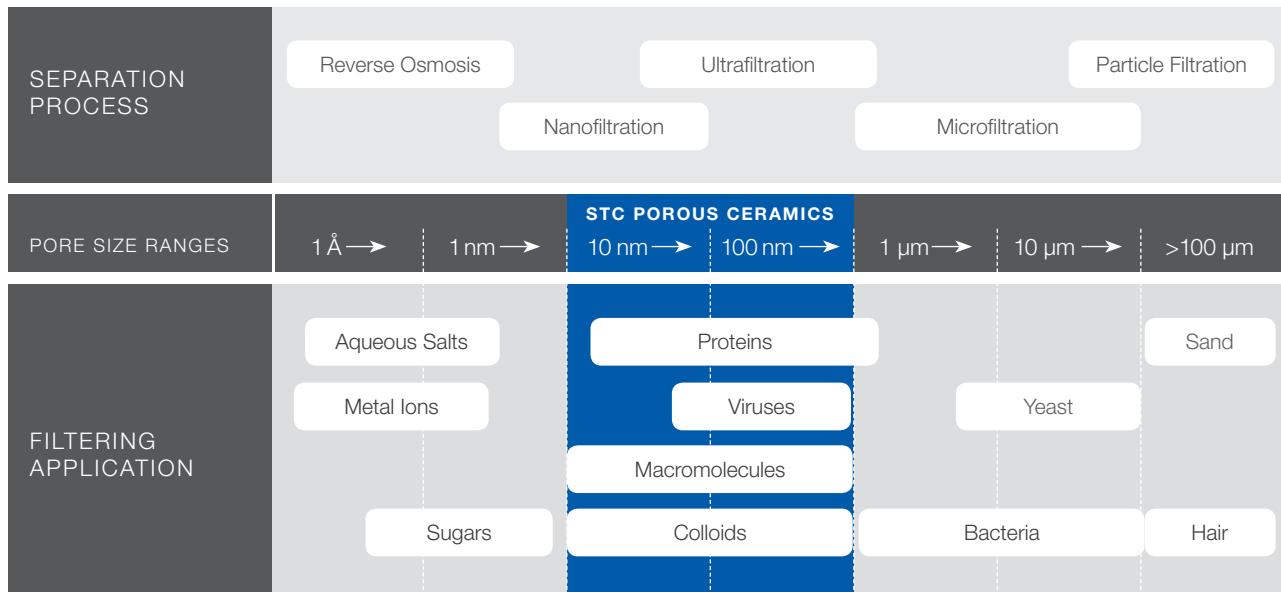 SEPARATION
PROCESS
Reverse Osmosis
Ultrafiltration
Particle Filtration
Nanofiltration
Microfiltration
STC POROUS CERAMICS
PORE SIZE RANGES
1 Å
1 nm
10 nm
100 nm
1 µm
10 µm
>100 µm
FILTERING
APPLICATION
Aqueous Salts
Proteins
Sand
Metal Ions
Viruses
Yeast
Macromolecules
Sugars
Colloids
Bacteria
Hair